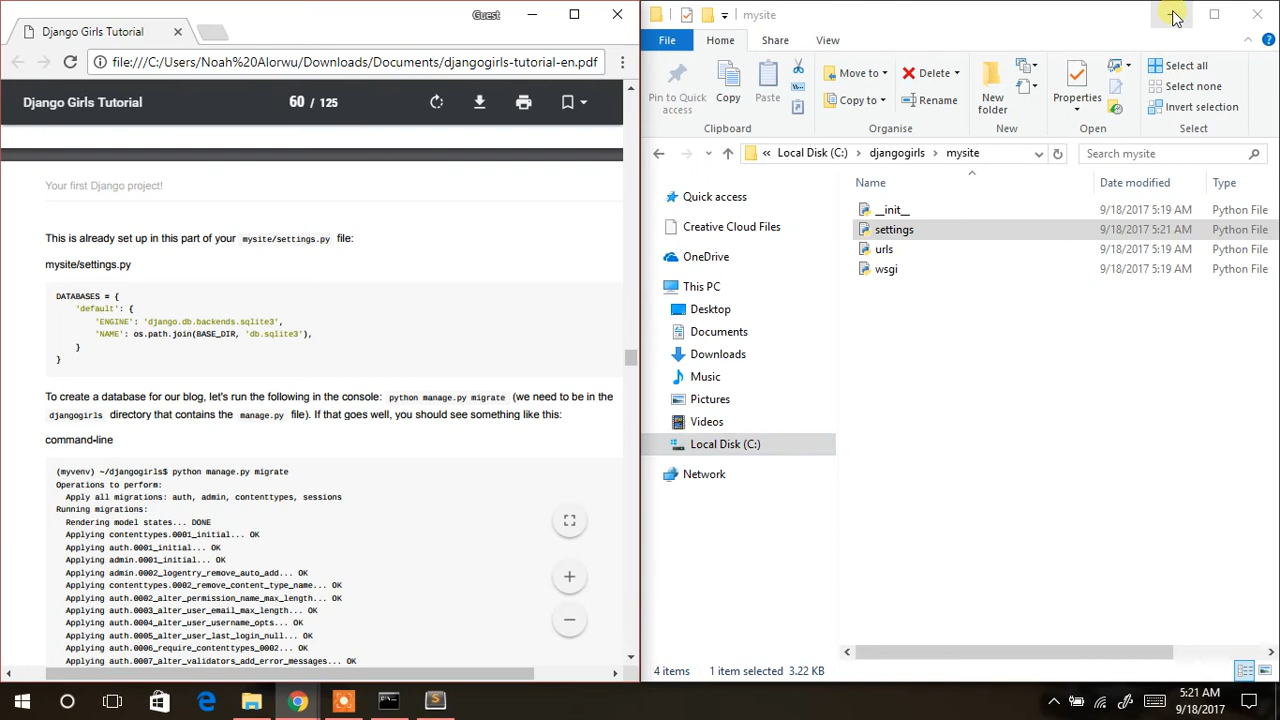 Django Girls Tutorial
Guest
file:///C:/Users/Noah%20Alorwu/Downloads/Documents/djangogirls-tutorial-en.pdf
Django Girls Tutorial
60 / 125
Your first Django project!
This is already set up in this part of your mysite/settings.py file:
mysite/settings.py
DATABASES = {
'default': {
'ENGINE': 'django.db.backends.sqlite3',
'NAME': os.path.join(BASE_DIR, 'db.sqlite3'),
}
}
To create a database for our blog, let's run the following in the console: python manage.py migrate (we need to be in the
djangogirls directory that contains the manage.py file). If that goes well, you should see something like this:
command-line
(myvenv) ~/djangogirls$ python manage.py migrate
Operations to perform:
Apply all migrations: auth, admin, contenttypes, sessions
Running migrations:
Rendering model states... DONE
Applying contenttypes.0001_initial... OK
Applying auth.0001_initial... OK
Applying admin.0001_initial... OK
Applying admin.0002_logentry_remove_auto_add... OK
Applying contenttypes.0002_remove_content_type_name... OK
Applying auth.0002_alter_permission_name_max_length... OK
Applying auth.0003_alter_user_email_max_length... OK
Applying auth.0004_alter_user_username_opts... OK
Applying auth.0005_alter_user_last_login_null... OK
Applying auth.0006_require_contenttypes_0002... OK
Applying auth.0007_alter_validators_add_error_messages... OK
mysite
File Home Share View
Pin to Quick
access
Copy
Paste
Clipboard
Move to
Copy to
Delete
Rename
Organise
New
folder
New
Properties
Open
Select all
Select none
Invert selection
Select
« Local Disk (C:) djangogirls mysite
Search mysite
Quick access
Creative Cloud Files
OneDrive
This PC
Desktop
Documents
Downloads
Music
Pictures
Videos
Local Disk (C:)
Network
Name Date modified Type
__init__ 9/18/2017 5:19 AM Python File
settings 9/18/2017 5:21 AM Python File
urls 9/18/2017 5:19 AM Python File
wsgi 9/18/2017 5:19 AM Python File
4 items 1 item selected 3.22 KB
5:21 AM
9/18/2017